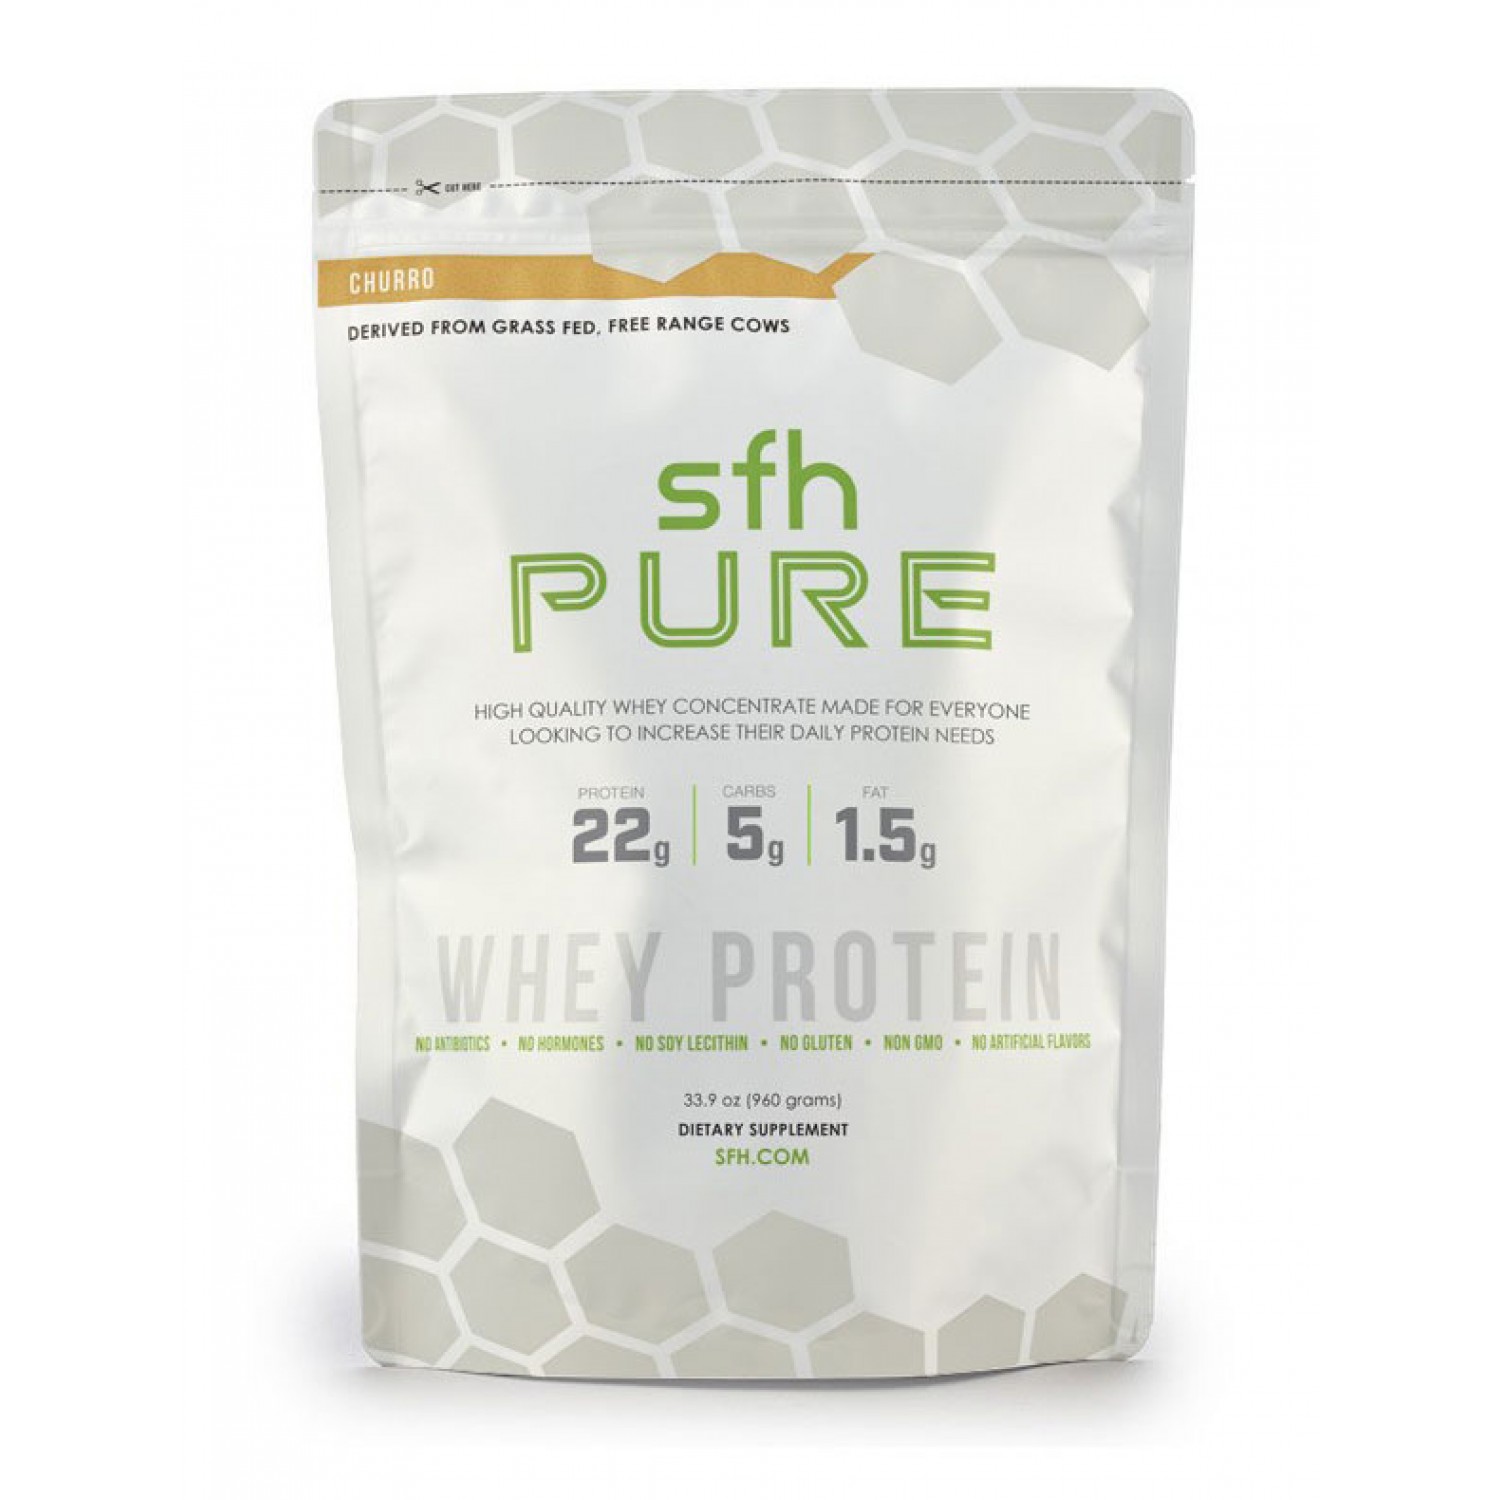 CUT HERE
CHURRO
DERIVED FROM GRASS FED, FREE RANGE COWS
sfh
PURE
HIGH QUALITY WHEY CONCENTRATE MADE FOR EVERYONE
LOOKING TO INCREASE THEIR DAILY PROTEIN NEEDS
PROTEIN CARBS FAT
22g 5g 1.5g
WHEY PROTEIN
NO ANTIBIOTICS • NO HORMONES • NO SOY LECITHIN • NO GLUTEN • NON GMO • NO ARTIFICIAL FLAVORS
33.9 oz (960 grams)
DIETARY SUPPLEMENT
SFH.COM